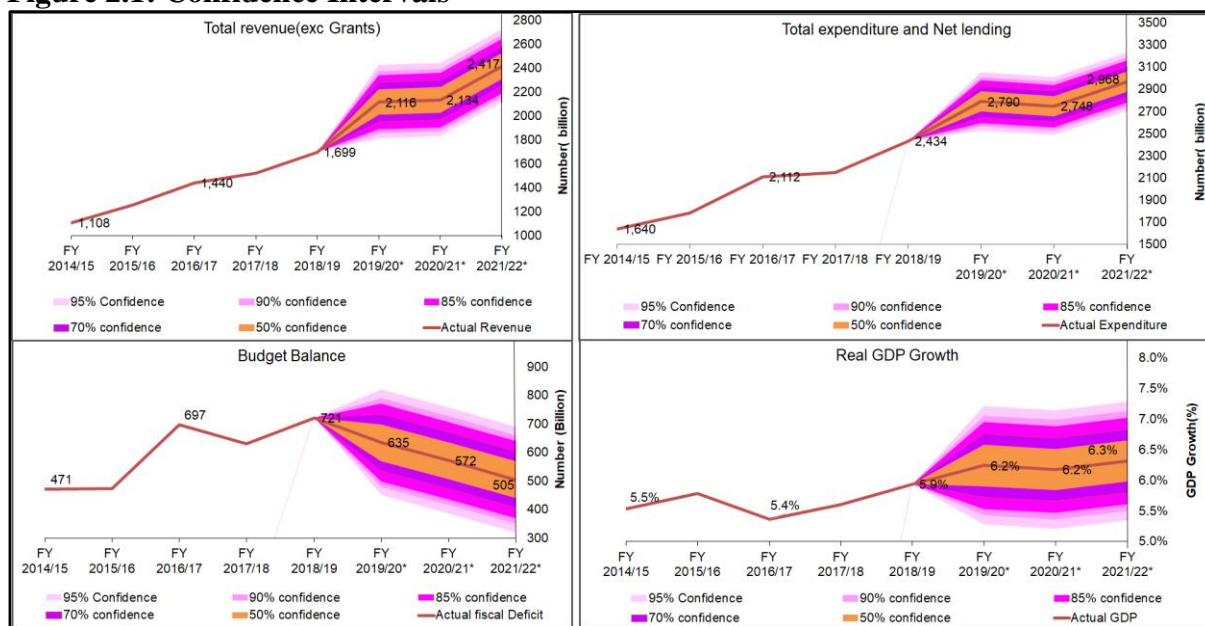 Figure 2.1: Confidence Intervals
Total revenue(exc Grants)
2800
2600
2400
2200
2000
1800
1600
1400
1200
1000
Number( billion)
1,108
1,440
1,699
2,116
2,134
2,417
FY 2014/15
FY 2015/16
FY 2016/17
FY 2017/18
FY 2018/19
FY 2019/20*
FY 2020/21*
FY 2021/22*
95% Confidence
90% confidence
85% confidence
70% confidence
50% confidence
Actual Revenue
Total expenditure and Net lending
3500
3300
3100
2900
2700
2500
2300
2100
1900
1700
1500
Number( billion)
1,640
2,112
2,434
2,790
2,748
2,968
FY 2014/15
FY 2015/16
FY 2016/17
FY 2017/18
FY 2018/19
FY 2019/20*
FY 2020/21*
FY 2021/22*
95% Confidence
90% confidence
85% confidence
70% confidence
50% confidence
Actual Expenditure
Budget Balance
900
800
700
600
500
400
300
Number (Billion)
471
697
721
635
572
505
FY 2014/15
FY 2015/16
FY 2016/17
FY 2017/18
FY 2018/19
FY 2019/20*
FY 2020/21*
FY 2021/22*
95% Confidence
90% confidence
85% confidence
70% confidence
50% confidence
Actual fiscal Deficit
Real GDP Growth
8.0%
7.5%
7.0%
6.5%
6.0%
5.5%
5.0%
GDP Growth(%)
5.5%
5.4%
5.9%
6.2%
6.2%
6.3%
FY 2014/15
FY 2015/16
FY 2016/17
FY 2017/18
FY 2018/19
FY 2019/20*
FY 2020/21*
FY 2021/22*
95% Confidence
90% confidence
85% confidence
70% confidence
50% confidence
Actual GDP